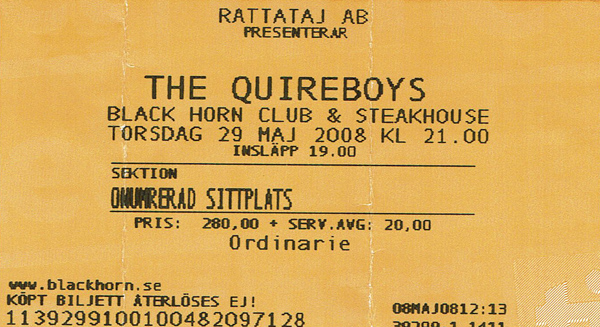 RATTATAJ AB
PRESENTERAR
THE QUIREBOYS
BLACK HORN CLUB & STEAKHOUSE
TORSDAG 29 MAJ 2008 KL 21.00
INSLÄPP 19.00
SEKTION
ONUMRERAD SITTPLATS
PRIS: 280,00 + SERV.AVG: 20,00
Ordinarie
www.blackhorn.se
KÖPT BILJETT ÅTERLÖSES EJ!
1139299100100482097128
08MAJ0812:13